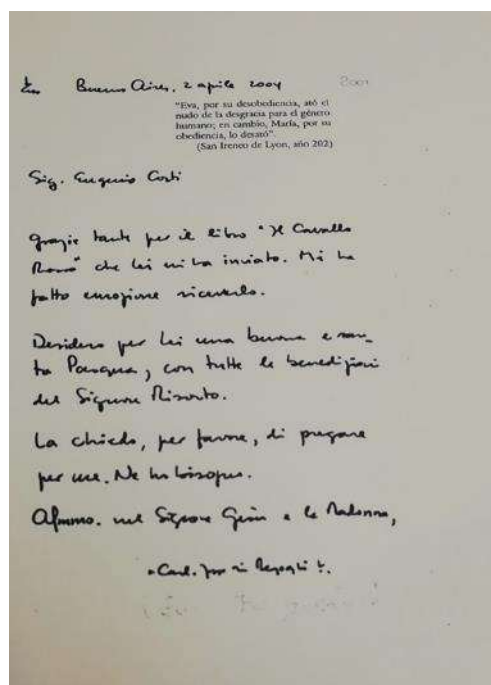 Buenos Aires, 2 aprile 2004
2004
"Eva, por su desobediencia, ató el
nudo de la desgracia para el género
humano; en cambio, María, por su
obediencia, lo desató".
(San Ireneo de Lyon, año 202)
Sig. Eugenio Corti
grazie tante per il libro "Il Cavallo
Rosso" che lei mi ha inviato. Mi ha
fatto emozione riceverlo.
Desidero per lei una buona e san-
ta Pasqua, con tutte le benedizioni
del Signore Risorto.
La chiedo, per favore, di pregare
per me. Ne ho bisogno.
Affmmo. nel Signore Gesù e la Madonna,
Card. Bergoglio